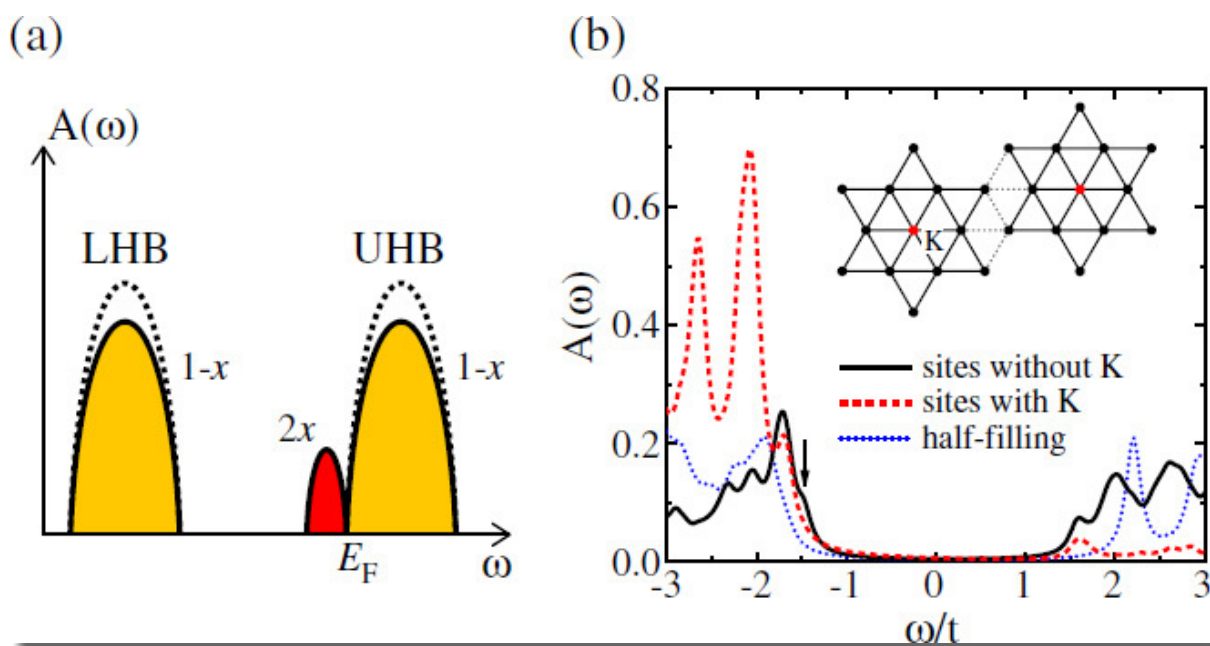 (a)
A(ω)
LHB
UHB
1-x
1-x
2x
E_F
ω
(b)
A(ω)
0.8
0.6
0.4
0.2
0.0
K
sites without K
sites with K
half-filling
-3 -2 -1 0 1 2 3
ω/t